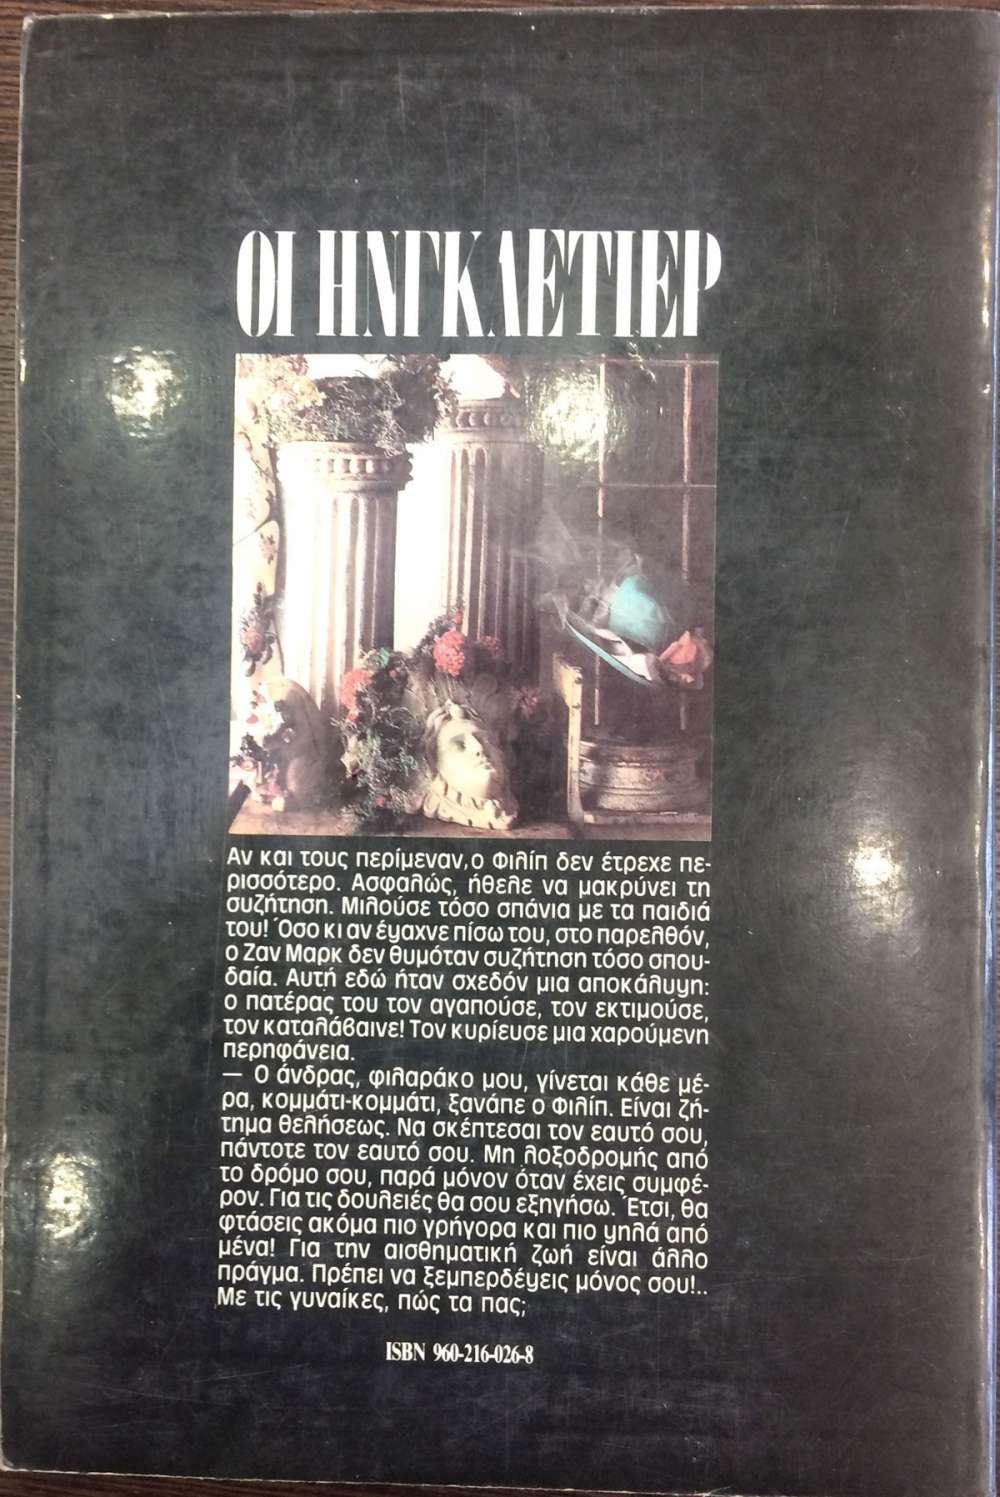 ΟΙ ΗΝΓΚΛΕΤΙΕΡ
Αν και τους περίμεναν, ο Φιλίπ δεν έτρεχε πε-
ρισσότερο. Ασφαλώς, ήθελε να μακρύνει τη
συζήτηση. Μιλούσε τόσο σπάνια με τα παιδιά
του! Όσο κι αν έψαχνε πίσω του, στο παρελθόν,
ο Ζαν Μαρκ δεν θυμόταν συζήτηση τόσο σπου-
δαία. Αυτή εδώ ήταν σχεδόν μια αποκάλυψη:
ο πατέρας του τον αγαπούσε, τον εκτιμούσε,
τον καταλάβαινε! Τον κυρίευσε μια χαρούμενη
περηφάνεια.
— Ο άνδρας, φιλαράκο μου, γίνεται κάθε μέ-
ρα, κομμάτι-κομμάτι, ξανάπε ο Φιλίπ. Είναι ζή-
τημα θελήσεως. Να σκέπτεσαι τον εαυτό σου,
πάντοτε τον εαυτό σου. Μη λοξοδρομής από
το δρόμο σου, παρά μόνον όταν έχεις συμφέ-
ρον. Για τις δουλειές θα σου εξηγήσω. Έτσι, θα
φτάσεις ακόμα πιο γρήγορα και πιο ψηλά από
μένα! Για την αισθηματική ζωή είναι άλλο
πράγμα. Πρέπει να ξεμπερδέψεις μόνος σου!..
Με τις γυναίκες, πώς τα πας;
ISBN 960-216-026-8